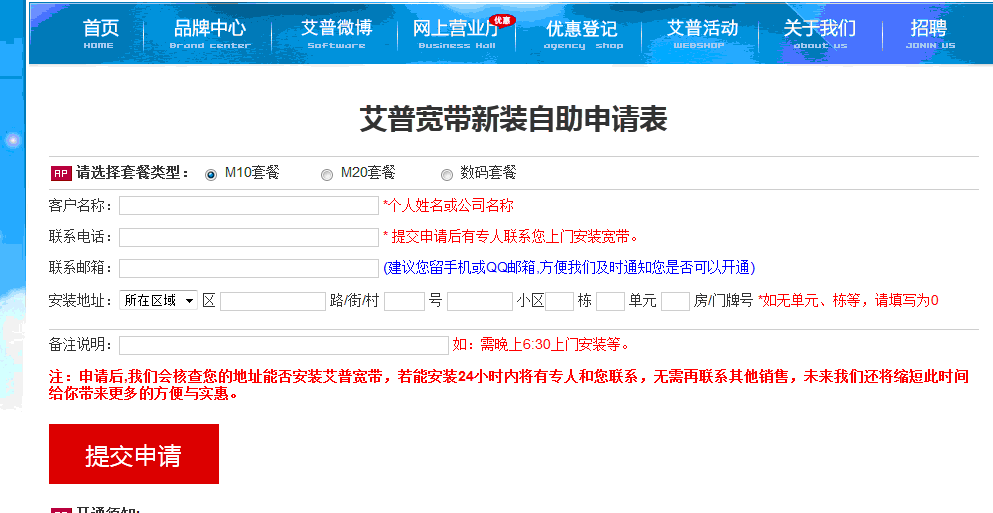 首页 品牌中心 艾普微博 网上营业厅 优惠 优惠登记 艾普活动 关于我们 招聘
HOME Brand center Software Business Hall agency shop WEBSHOP about us JONIN US
艾普宽带新装自助申请表
AP 请选择套餐类型： M10套餐 M20套餐 数码套餐
客户名称： *个人姓名或公司名称
联系电话： * 提交申请后有专人联系您上门安装宽带。
联系邮箱： (建议您留手机或QQ邮箱,方便我们及时通知您是否可以开通)
安装地址： 所在区域 区 路/街/村 号 小区 栋 单元 房/门牌号 *如无单元、栋等，请填写为0
备注说明： 如：需晚上6:30上门安装等。
注：申请后,我们会核查您的地址能否安装艾普宽带，若能安装24小时内将有专人和您联系，无需再联系其他销售，未来我们还将缩短此时间
给你带来更多的方便与实惠。
提交申请
AP 开通须知: